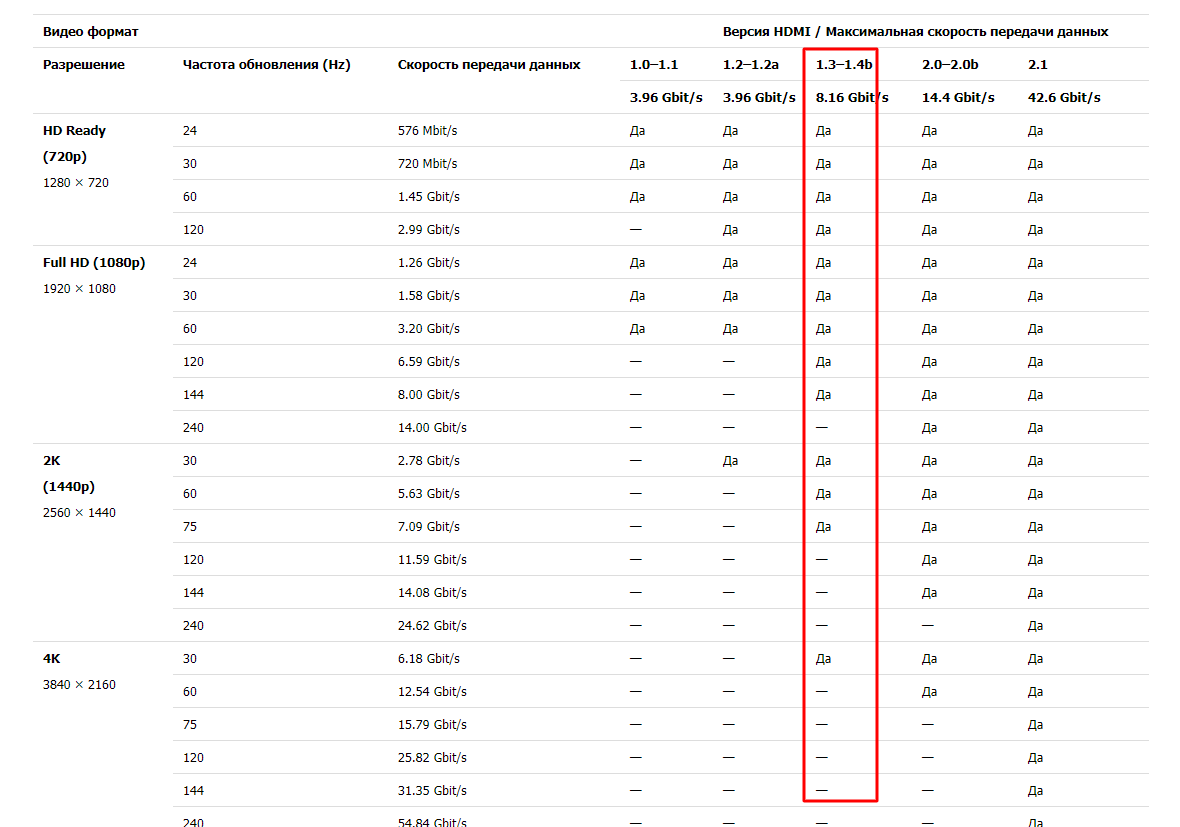 Видео формат Версия HDMI / Максимальная скорость передачи данных
Разрешение Частота обновления (Hz) Скорость передачи данных 1.0—1.1 1.2—1.2a 1.3—1.4b 2.0—2.0b 2.1
3.96 Gbit/s 3.96 Gbit/s 8.16 Gbit/s 14.4 Gbit/s 42.6 Gbit/s
HD Ready 24 576 Mbit/s Да Да Да Да Да
(720p)
30 720 Mbit/s Да Да Да Да Да
1280 × 720
60 1.45 Gbit/s Да Да Да Да Да
120 2.99 Gbit/s — Да Да Да Да
Full HD (1080p) 24 1.26 Gbit/s Да Да Да Да Да
1920 × 1080
30 1.58 Gbit/s Да Да Да Да Да
60 3.20 Gbit/s Да Да Да Да Да
120 6.59 Gbit/s — — Да Да Да
144 8.00 Gbit/s — — Да Да Да
240 14.00 Gbit/s — — — Да Да
2K 30 2.78 Gbit/s — Да Да Да Да
(1440p)
60 5.63 Gbit/s — — Да Да Да
2560 × 1440
75 7.09 Gbit/s — — Да Да Да
120 11.59 Gbit/s — — — Да Да
144 14.08 Gbit/s — — — Да Да
240 24.62 Gbit/s — — — — Да
4K 30 6.18 Gbit/s — — Да Да Да
3840 × 2160
60 12.54 Gbit/s — — — Да Да
75 15.79 Gbit/s — — — — Да
120 25.82 Gbit/s — — — — Да
144 31.35 Gbit/s — — — — Да
240 54.84 Gbit/s — — — — Да